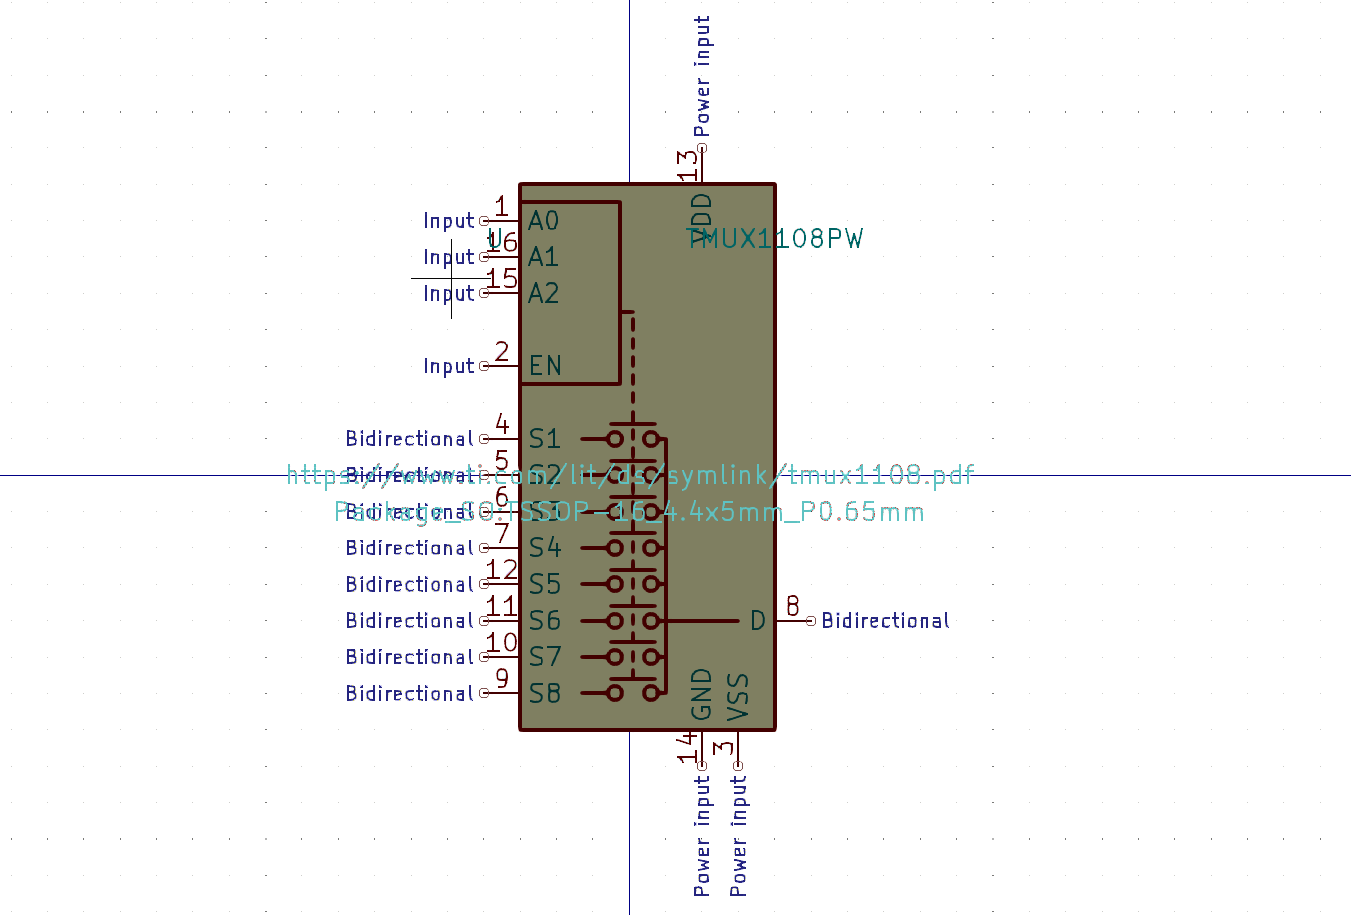 Power input
13
VDD
1
Input A0
U TMUX1108PW
16
Input A1
15
Input A2
2
Input EN
4
Bidirectional S1
5
Bidirectional S2
https://www.ti.com/lit/ds/symlink/tmux1108.pdf
6
Bidirectional S3
Package_SO:TSSOP-16_4.4x5mm_P0.65mm
7
Bidirectional S4
12
Bidirectional S5
11
Bidirectional S6
D 8 Bidirectional
10
Bidirectional S7
9
Bidirectional S8
GND VSS
14 3
Power input
Power input